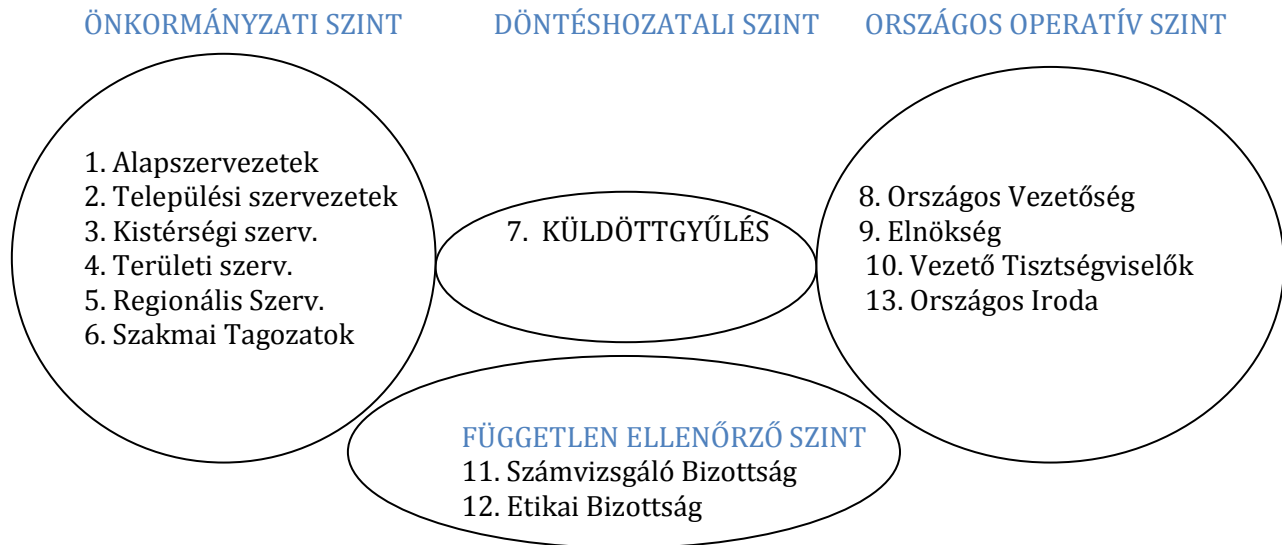 ÖNKORMÁNYZATI SZINT
DÖNTÉSHOZATALI SZINT
ORSZÁGOS OPERATÍV SZINT
1. Alapszervezetek
2. Települési szervezetek
3. Kistérségi szerv.
4. Területi szerv.
5. Regionális Szerv.
6. Szakmai Tagozatok
7. KÜLDÖTTGYŰLÉS
8. Országos Vezetőség
9. Elnökség
10. Vezető Tisztségviselők
13. Országos Iroda
FÜGGETLEN ELLENŐRZŐ SZINT
11. Számvizsgáló Bizottság
12. Etikai Bizottság